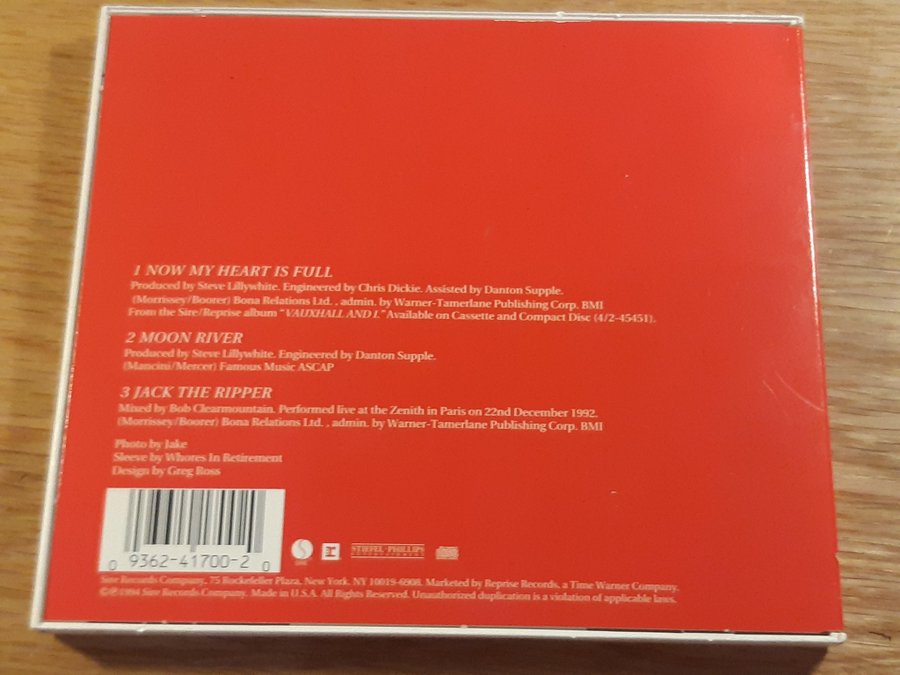 1 NOW MY HEART IS FULL
Produced by Steve Lillywhite. Engineered by Chris Dickie. Assisted by Danton Supple.
(Morrissey/Boorer) Bona Relations Ltd. , admin. by Warner-Tamerlane Publishing Corp. BMI
From the Sire/Reprise album "VAUXHALL AND I." Available on Cassette and Compact Disc (4/2-45451).
2 MOON RIVER
Produced by Steve Lillywhite. Engineered by Danton Supple.
(Mancini/Mercer) Famous Music ASCAP
3 JACK THE RIPPER
Mixed by Bob Clearmountain. Performed live at the Zenith in Paris on 22nd December 1992.
(Morrissey/Boorer) Bona Relations Ltd. , admin. by Warner-Tamerlane Publishing Corp. BMI
Photo by Jake
Sleeve by Whores In Retirement
Design by Greg Ross
0 9362-41700-2 0
r
STIEFEL·PHILLIPS
ENTERTAINMENT
Sire Records Company, 75 Rockefeller Plaza, New York, NY 10019-6908. Marketed by Reprise Records, a Time Warner Company.
©℗1994 Sire Records Company. Made in U.S.A. All Rights Reserved. Unauthorized duplication is a violation of applicable laws.